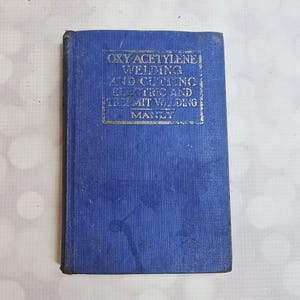 OXY-ACETYLENE
WELDING
AND CUTTING
ELECTRIC AND
THERMIT WELDING
MANLY